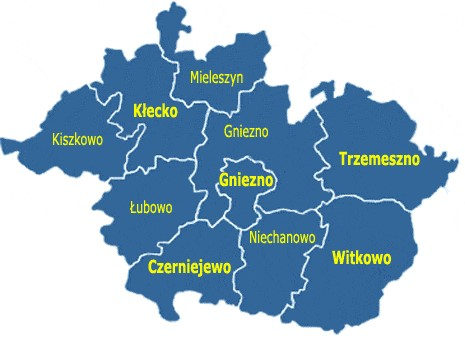 Mieleszyn
Kłecko
Kiszkowo
Gniezno
Trzemeszno
Gniezno
Łubowo
Niechanowo
Czerniejewo
Witkowo